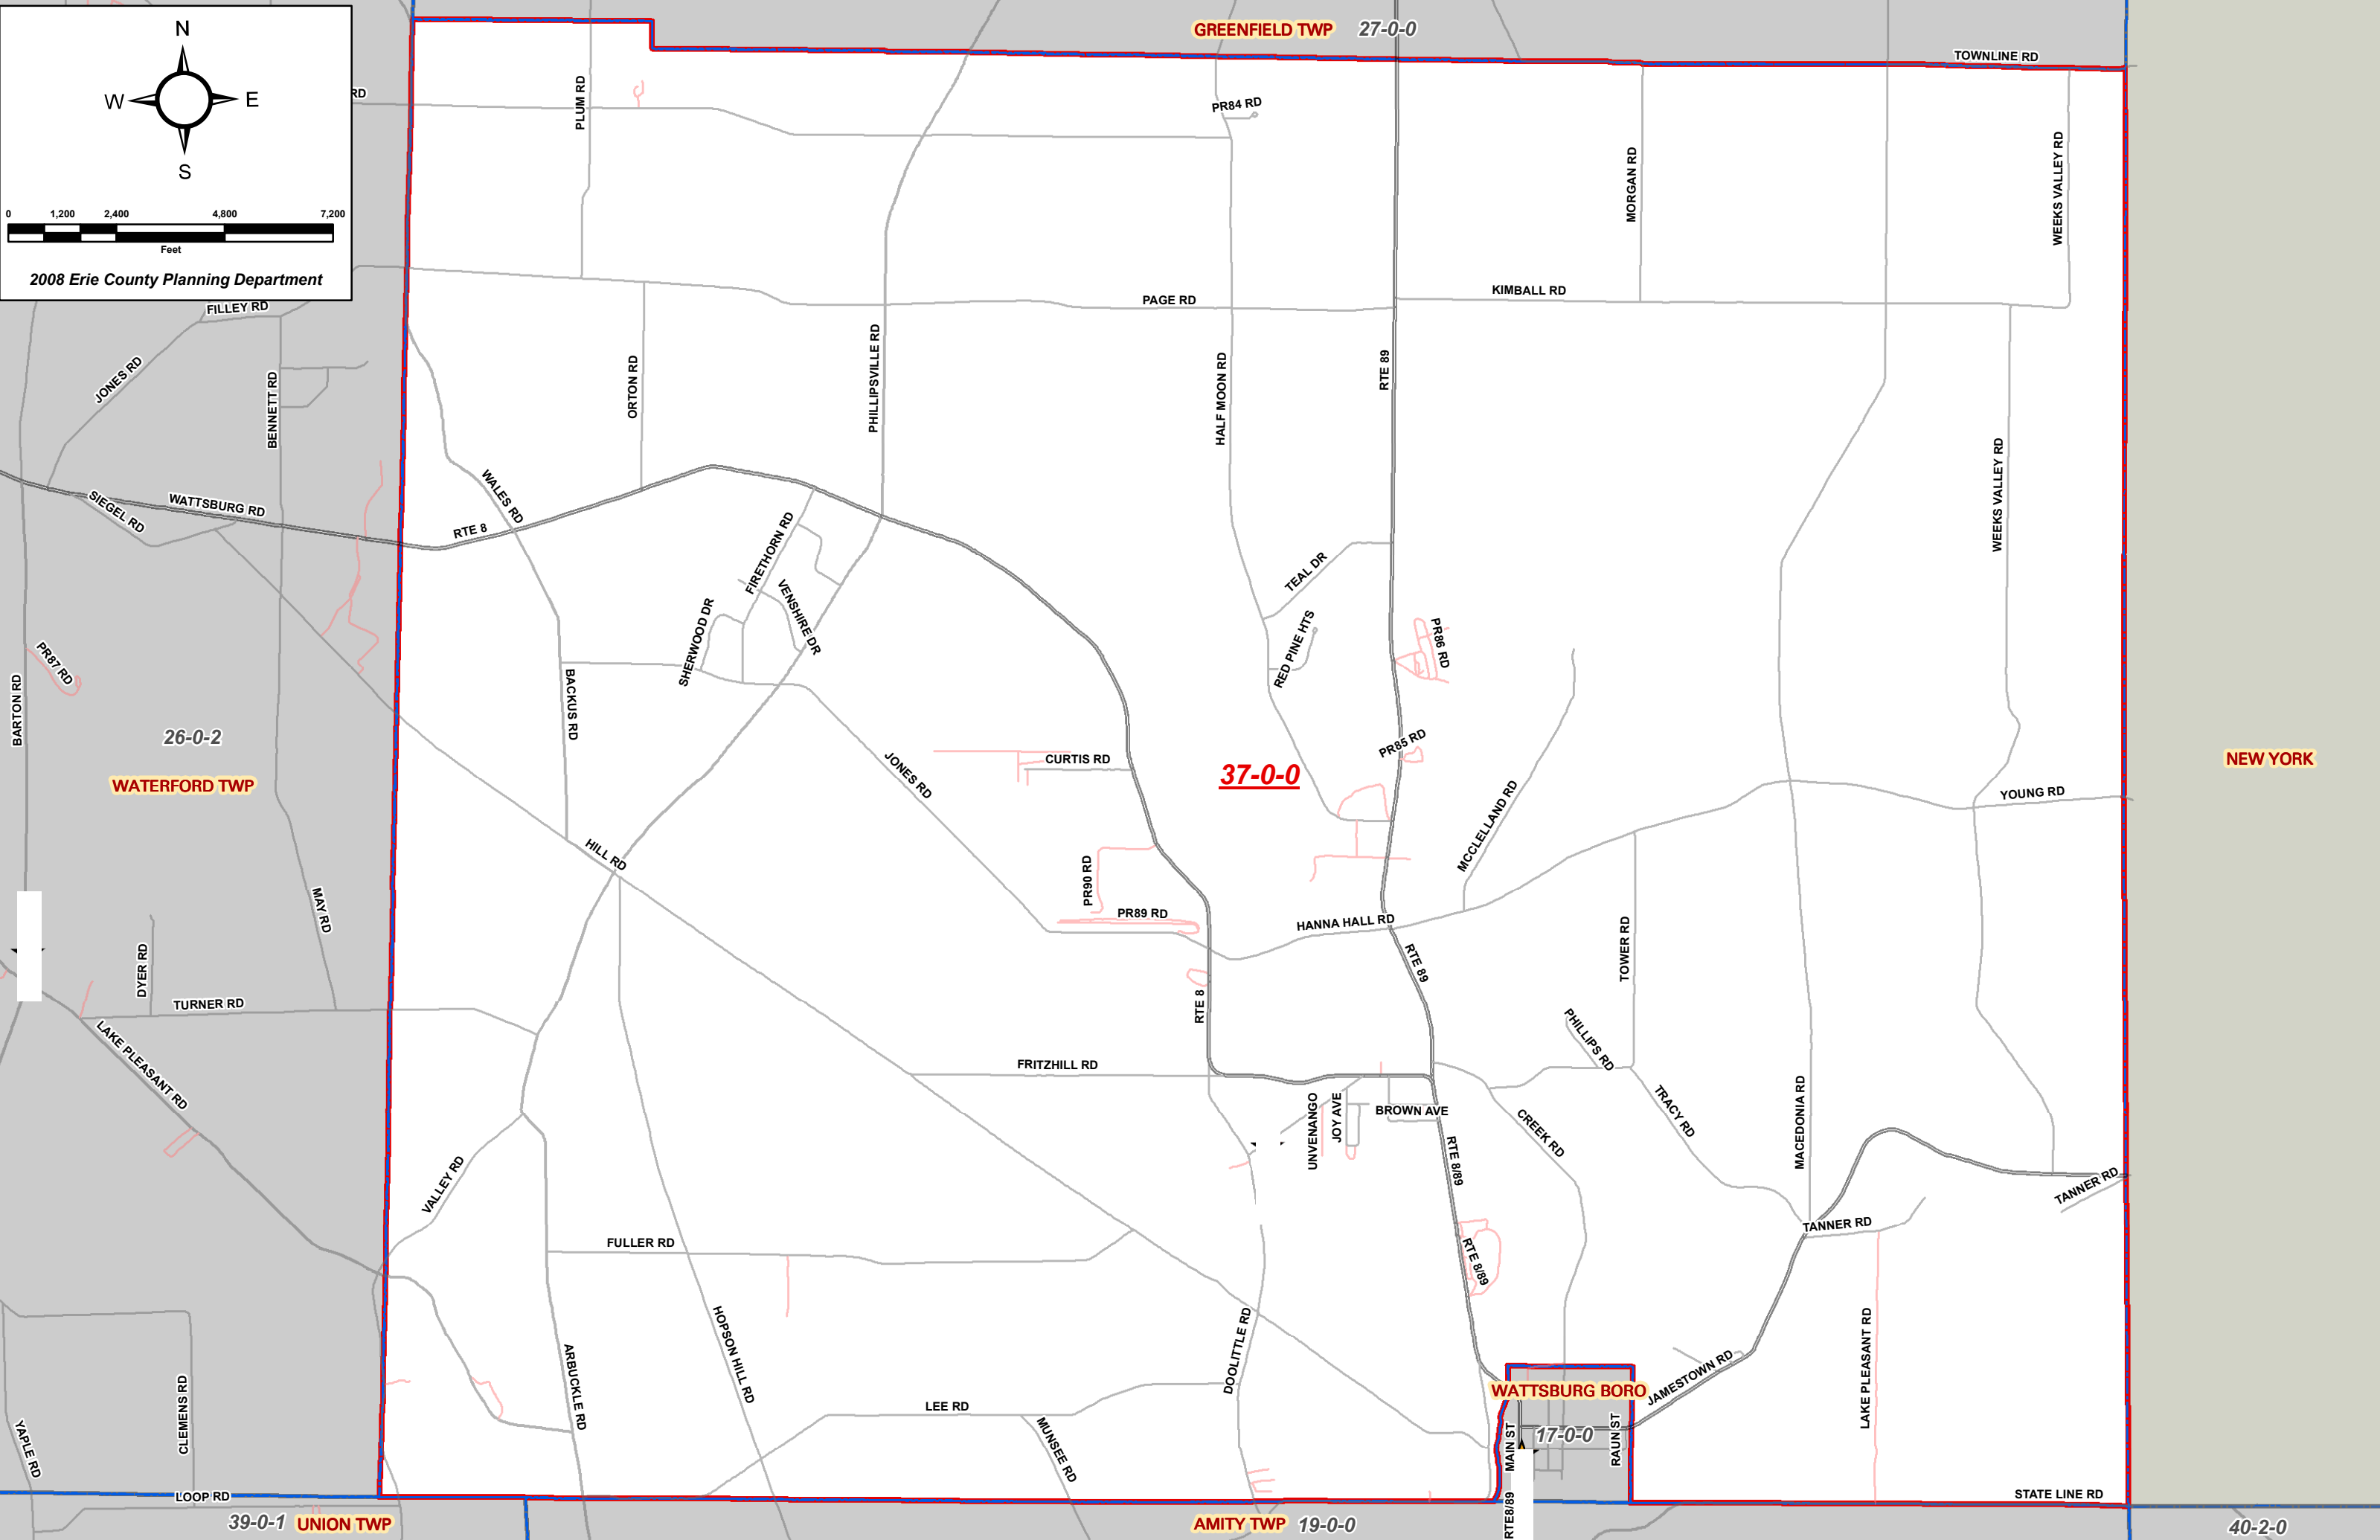 N
W
E
S
0 1,200 2,400 4,800 7,200
Feet
2008 Erie County Planning Department
GREENFIELD TWP 27-0-0
TOWNLINE RD
RD
PLUM RD
PR84 RD
MORGAN RD
WEEKS VALLEY RD
PAGE RD
KIMBALL RD
FILLEY RD
JONES RD
BENNETT RD
ORTON RD
PHILLIPSVILLE RD
HALF MOON RD
RTE 89
WEEKS VALLEY RD
WATTSBURG RD
SIEGEL RD
RTE 8
WALES RD
FIRETHORN RD
VENSHIRE DR
SHERWOOD DR
TEAL DR
RED PINE HTS
PR86 RD
PR87 RD
BARTON RD
BACKUS RD
26-0-2
WATERFORD TWP
JONES RD
CURTIS RD
37-0-0
PR85 RD
MCCLELLAND RD
YOUNG RD
NEW YORK
HILL RD
MAY RD
PR90 RD
PR89 RD
HANNA HALL RD
RTE 89
TOWER RD
DYER RD
TURNER RD
LAKE PLEASANT RD
RTE 8
FRITZHILL RD
PHILLIPS RD
UNVENANGO
JOY AVE
BROWN AVE
TRACY RD
CREEK RD
MACEDONIA RD
RTE 8/89
VALLEY RD
TANNER RD
TANNER RD
FULLER RD
RTE 8/89
HOPSON HILL RD
DOOLITTLE RD
ARBUCKLE RD
LAKE PLEASANT RD
JAMESTOWN RD
WATTSBURG BORO
17-0-0
MAIN ST
RAUN ST
LEE RD
MUNSEE RD
CLEMENS RD
YAPLE RD
LOOP RD
STATE LINE RD
RTE8/89
39-0-1 UNION TWP
AMITY TWP 19-0-0
40-2-0